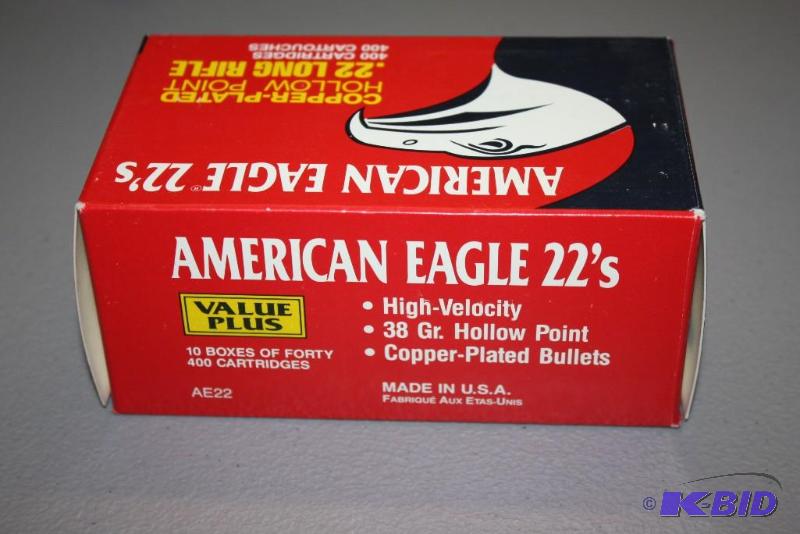 400 CARTOUCHES
400 CARTRIDGES
.22 LONG RIFLE
HOLLOW POINT
COPPER-PLATED
AMERICAN EAGLE® 22's
AMERICAN EAGLE 22's
VALUE
PLUS
10 BOXES OF FORTY
400 CARTRIDGES
AE22
• High-Velocity
• 38 Gr. Hollow Point
• Copper-Plated Bullets
MADE IN U.S.A.
FABRIQUÉ AUX ETAS-UNIS
© K-BID